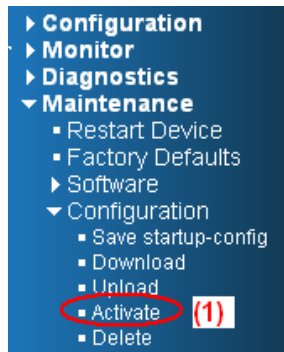 Configuration
Monitor
Diagnostics
Maintenance
Restart Device
Factory Defaults
Software
Configuration
Save startup-config
Download
Upload
Activate (1)
Delete